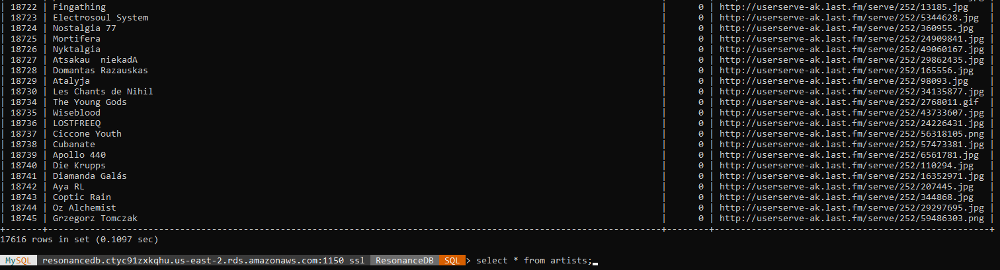 | 18722 | Fingathing | 0 | http://userserve-ak.last.fm/serve/252/13185.jpg |
| 18723 | Electrosoul System | 0 | http://userserve-ak.last.fm/serve/252/5344628.jpg |
| 18724 | Nostalgia 77 | 0 | http://userserve-ak.last.fm/serve/252/360955.jpg |
| 18725 | Mortifera | 0 | http://userserve-ak.last.fm/serve/252/24909841.jpg |
| 18726 | Nyktalgia | 0 | http://userserve-ak.last.fm/serve/252/49060167.jpg |
| 18727 | Atsakau  niekadA | 0 | http://userserve-ak.last.fm/serve/252/29862435.jpg |
| 18728 | Domantas Razauskas | 0 | http://userserve-ak.last.fm/serve/252/165556.jpg |
| 18729 | Atalyja | 0 | http://userserve-ak.last.fm/serve/252/98093.jpg |
| 18730 | Les Chants de Nihil | 0 | http://userserve-ak.last.fm/serve/252/34135877.jpg |
| 18734 | The Young Gods | 0 | http://userserve-ak.last.fm/serve/252/2768011.gif |
| 18735 | Wiseblood | 0 | http://userserve-ak.last.fm/serve/252/43733607.jpg |
| 18736 | LOSTFREEQ | 0 | http://userserve-ak.last.fm/serve/252/24226431.jpg |
| 18737 | Ciccone Youth | 0 | http://userserve-ak.last.fm/serve/252/56318105.png |
| 18738 | Cubanate | 0 | http://userserve-ak.last.fm/serve/252/57473381.jpg |
| 18739 | Apollo 440 | 0 | http://userserve-ak.last.fm/serve/252/6561781.jpg |
| 18740 | Die Krupps | 0 | http://userserve-ak.last.fm/serve/252/110294.jpg |
| 18741 | Diamanda Galás | 0 | http://userserve-ak.last.fm/serve/252/16352971.jpg |
| 18742 | Aya RL | 0 | http://userserve-ak.last.fm/serve/252/207445.jpg |
| 18743 | Coptic Rain | 0 | http://userserve-ak.last.fm/serve/252/344868.jpg |
| 18744 | Oz Alchemist | 0 | http://userserve-ak.last.fm/serve/252/29297695.jpg |
| 18745 | Grzegorz Tomczak | 0 | http://userserve-ak.last.fm/serve/252/59486303.png |
17616 rows in set (0.1097 sec)
MySQL resonancedb.ctyc91zxkqhu.us-east-2.rds.amazonaws.com:1150 ssl ResonanceDB SQL > select * from artists;